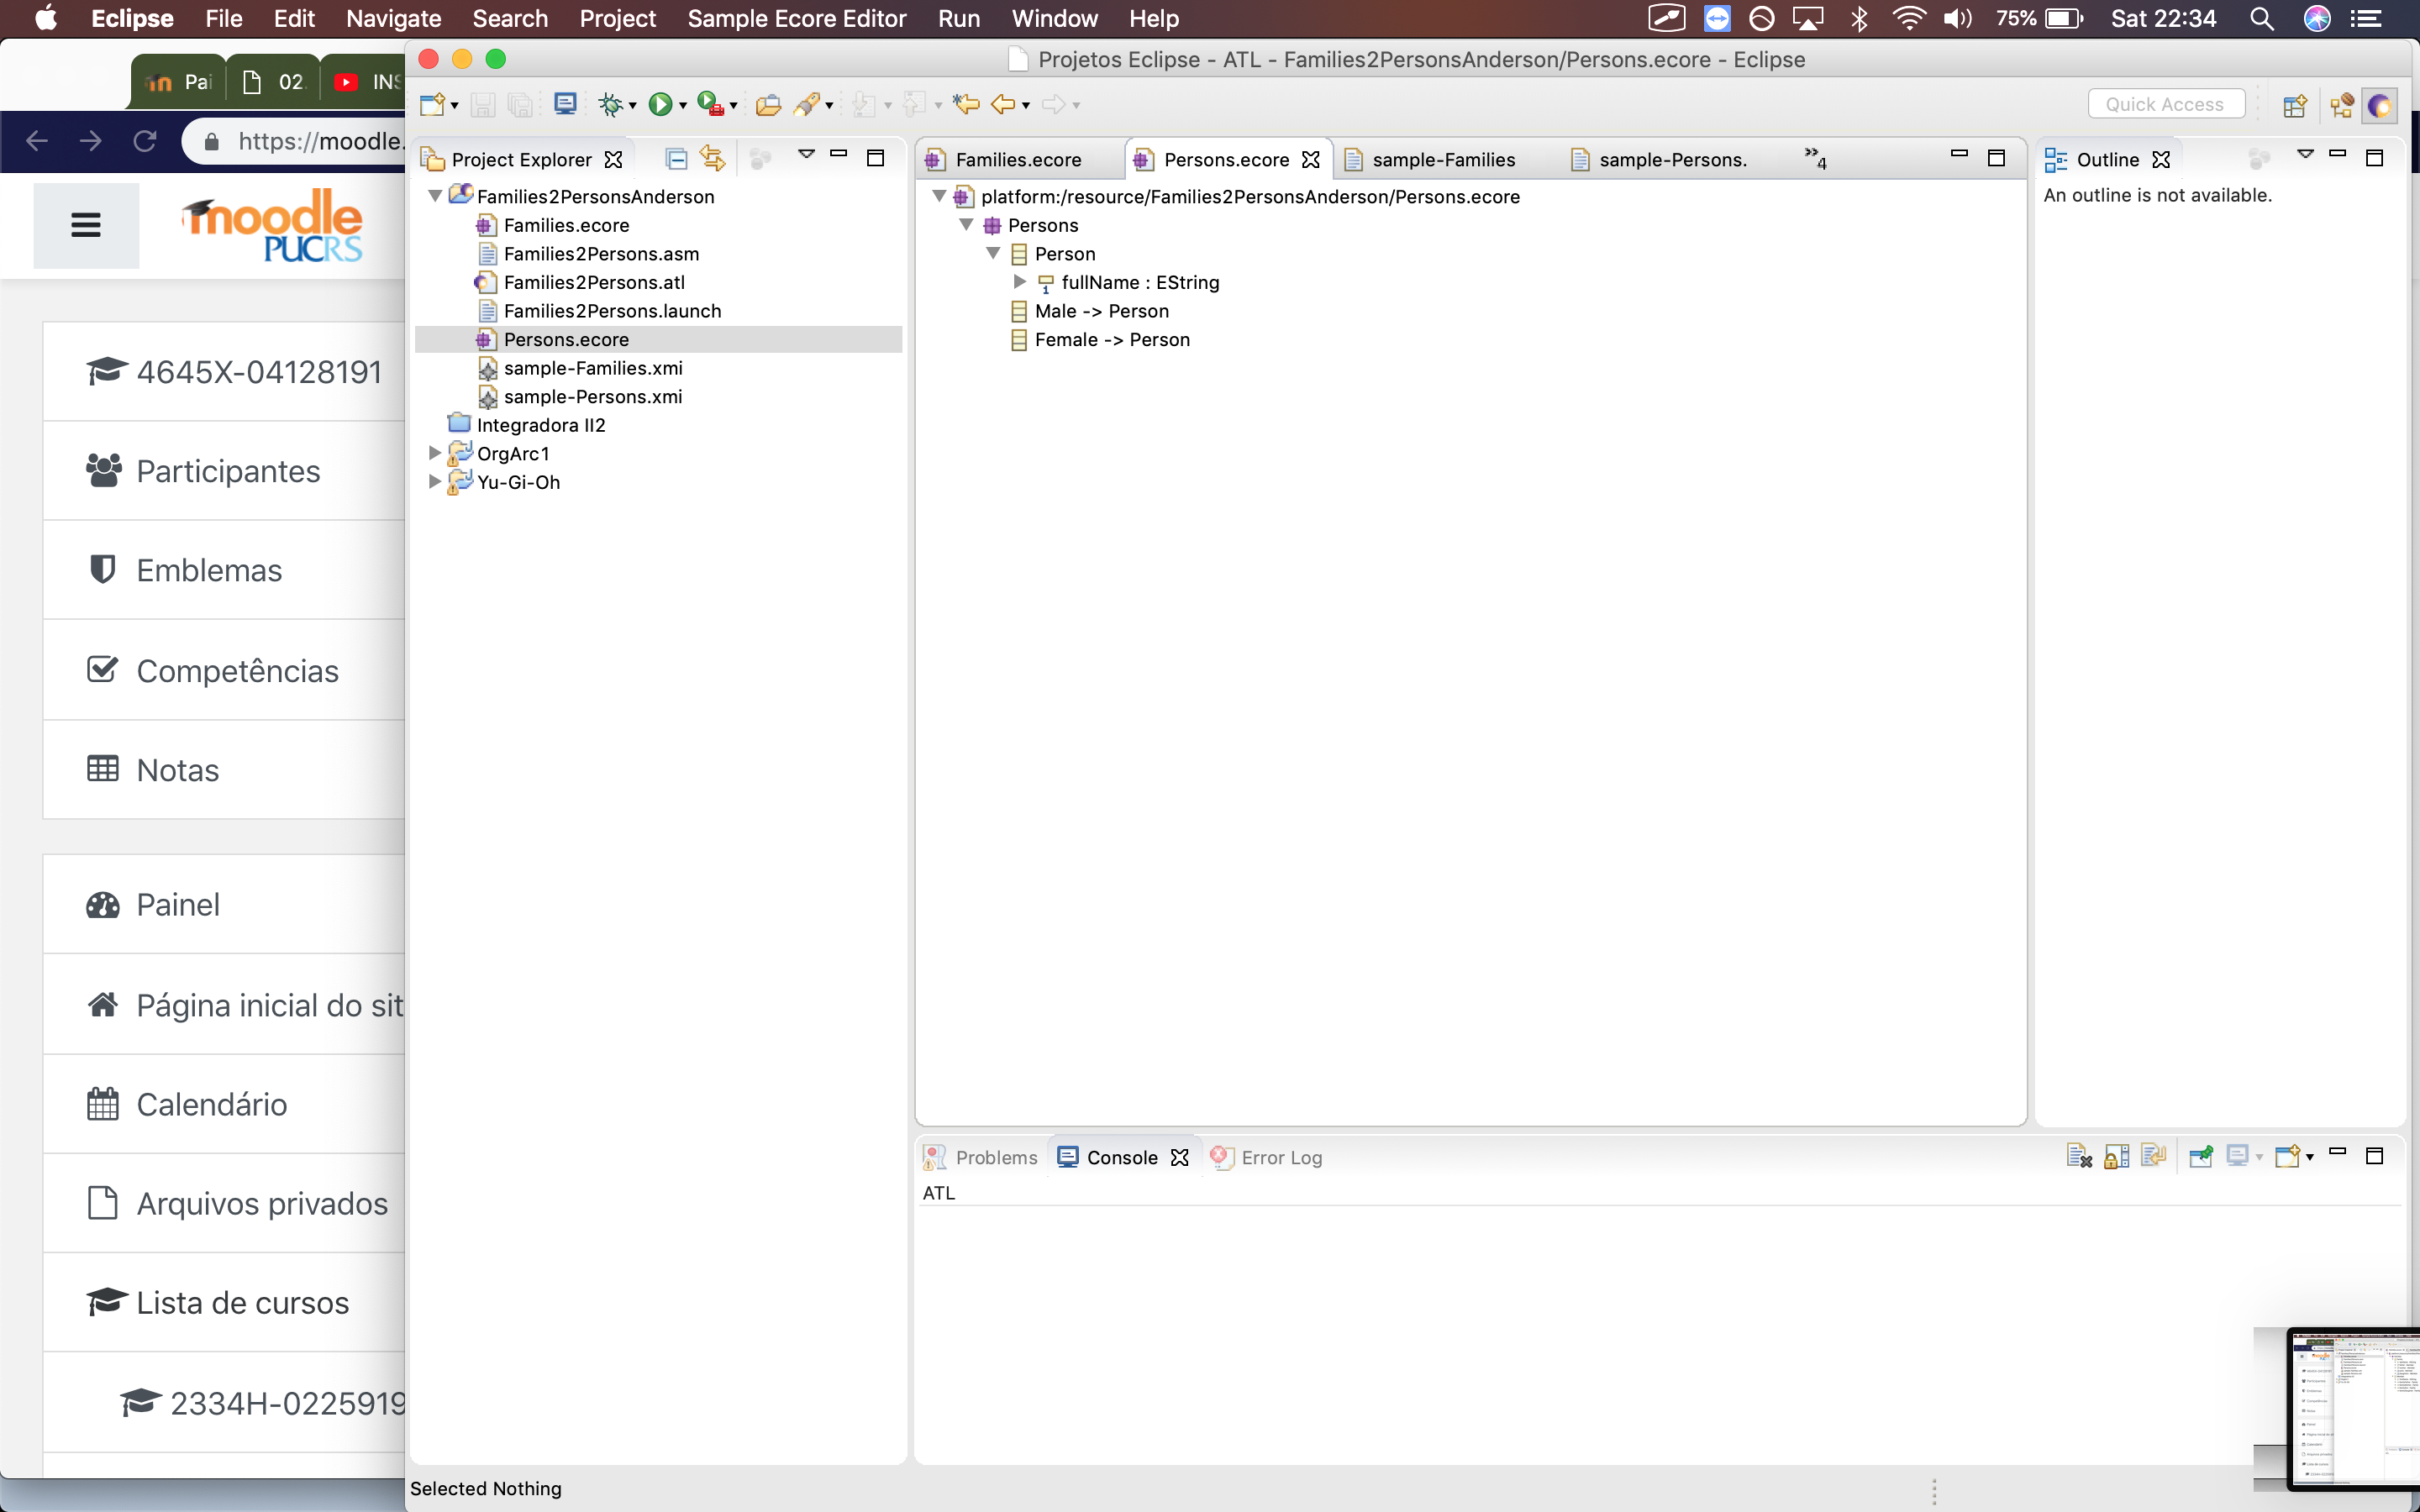 Eclipse File Edit Navigate Search Project Sample Ecore Editor Run Window Help 75% Sat 22:34
Projetos Eclipse - ATL - Families2PersonsAnderson/Persons.ecore - Eclipse
Pai 02. INS
Quick Access
https://moodle.
Project Explorer
Families.ecore Persons.ecore sample-Families sample-Persons. »4
Outline
moodle
PUCRS
Families2PersonsAnderson
Families.ecore
Families2Persons.asm
Families2Persons.atl
Families2Persons.launch
Persons.ecore
sample-Families.xmi
sample-Persons.xmi
Integradora II2
OrgArc1
Yu-Gi-Oh
platform:/resource/Families2PersonsAnderson/Persons.ecore
Persons
Person
fullName : EString
Male -> Person
Female -> Person
An outline is not available.
4645X-04128191
Participantes
Emblemas
Competências
Notas
Painel
Página inicial do sit
Calendário
Arquivos privados
Lista de cursos
2334H-0225919
Problems Console Error Log
ATL
Selected Nothing